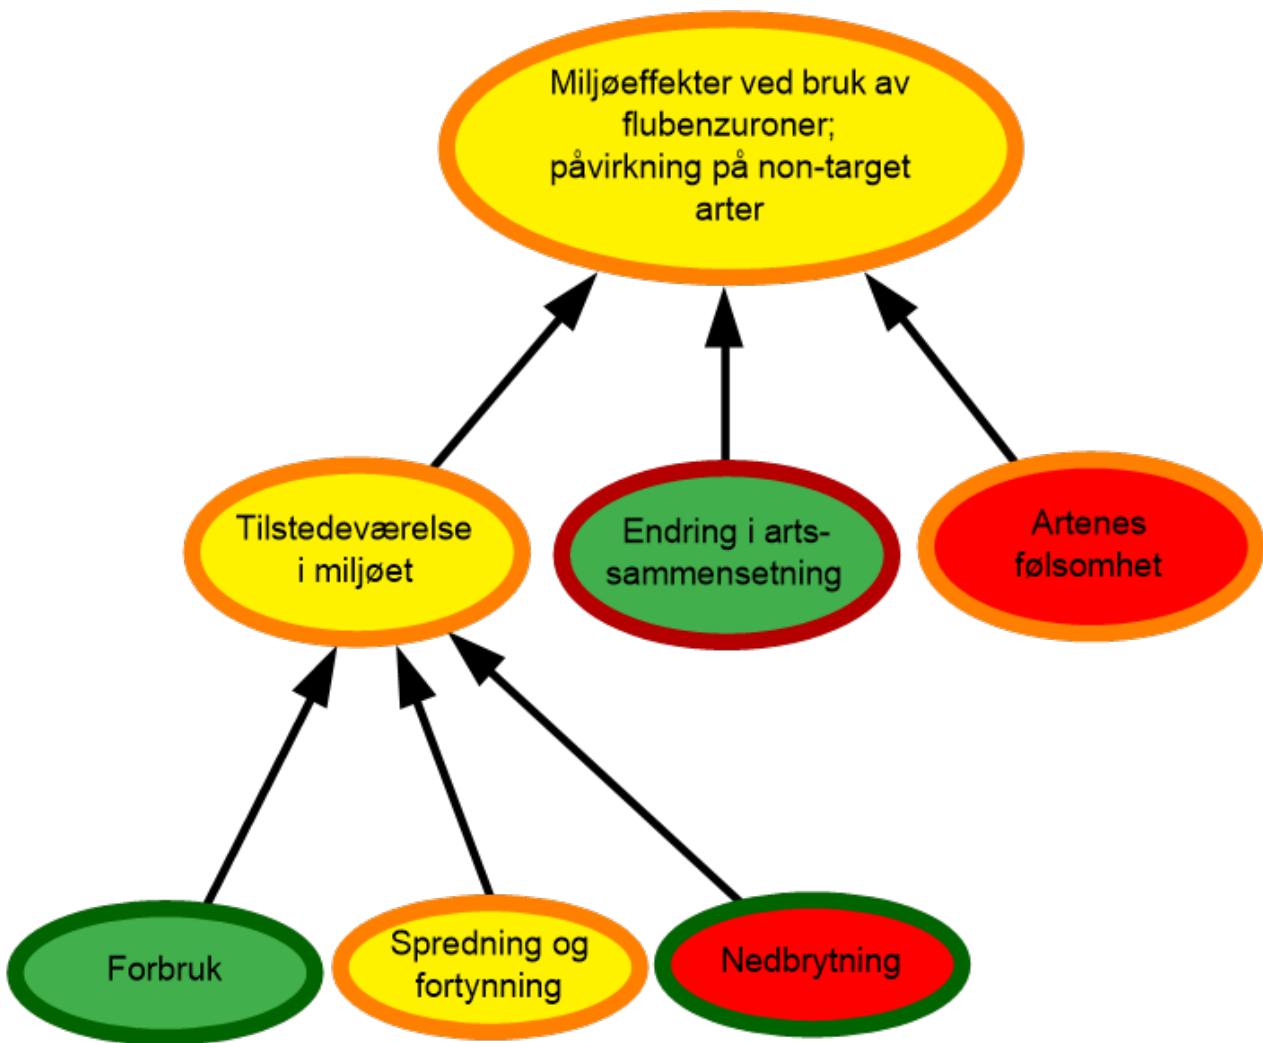 Miljøeffekter ved bruk av
flubenzuroner;
påvirkning på non-target
arter
Tilstedeværelse
i miljøet
Endring i arts-
sammensetning
Artenes
følsomhet
Forbruk
Spredning og
fortynning
Nedbrytning